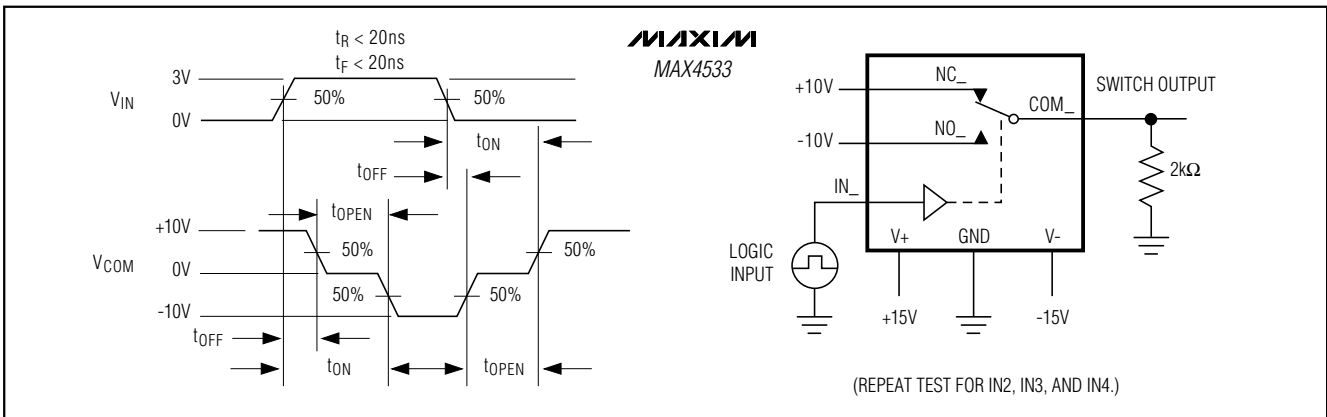 tR < 20ns
tF < 20ns
3V
VIN
50%
50%
0V
tON
tOFF
tOPEN
+10V
50%
50%
VCOM
0V
50%
50%
-10V
tOFF
tON
tOPEN
MAXIM
MAX4533
+10V
NC_
COM_
SWITCH OUTPUT
-10V
NO_
2kΩ
IN_
LOGIC
INPUT
V+
GND
V-
+15V
-15V
(REPEAT TEST FOR IN2, IN3, AND IN4.)